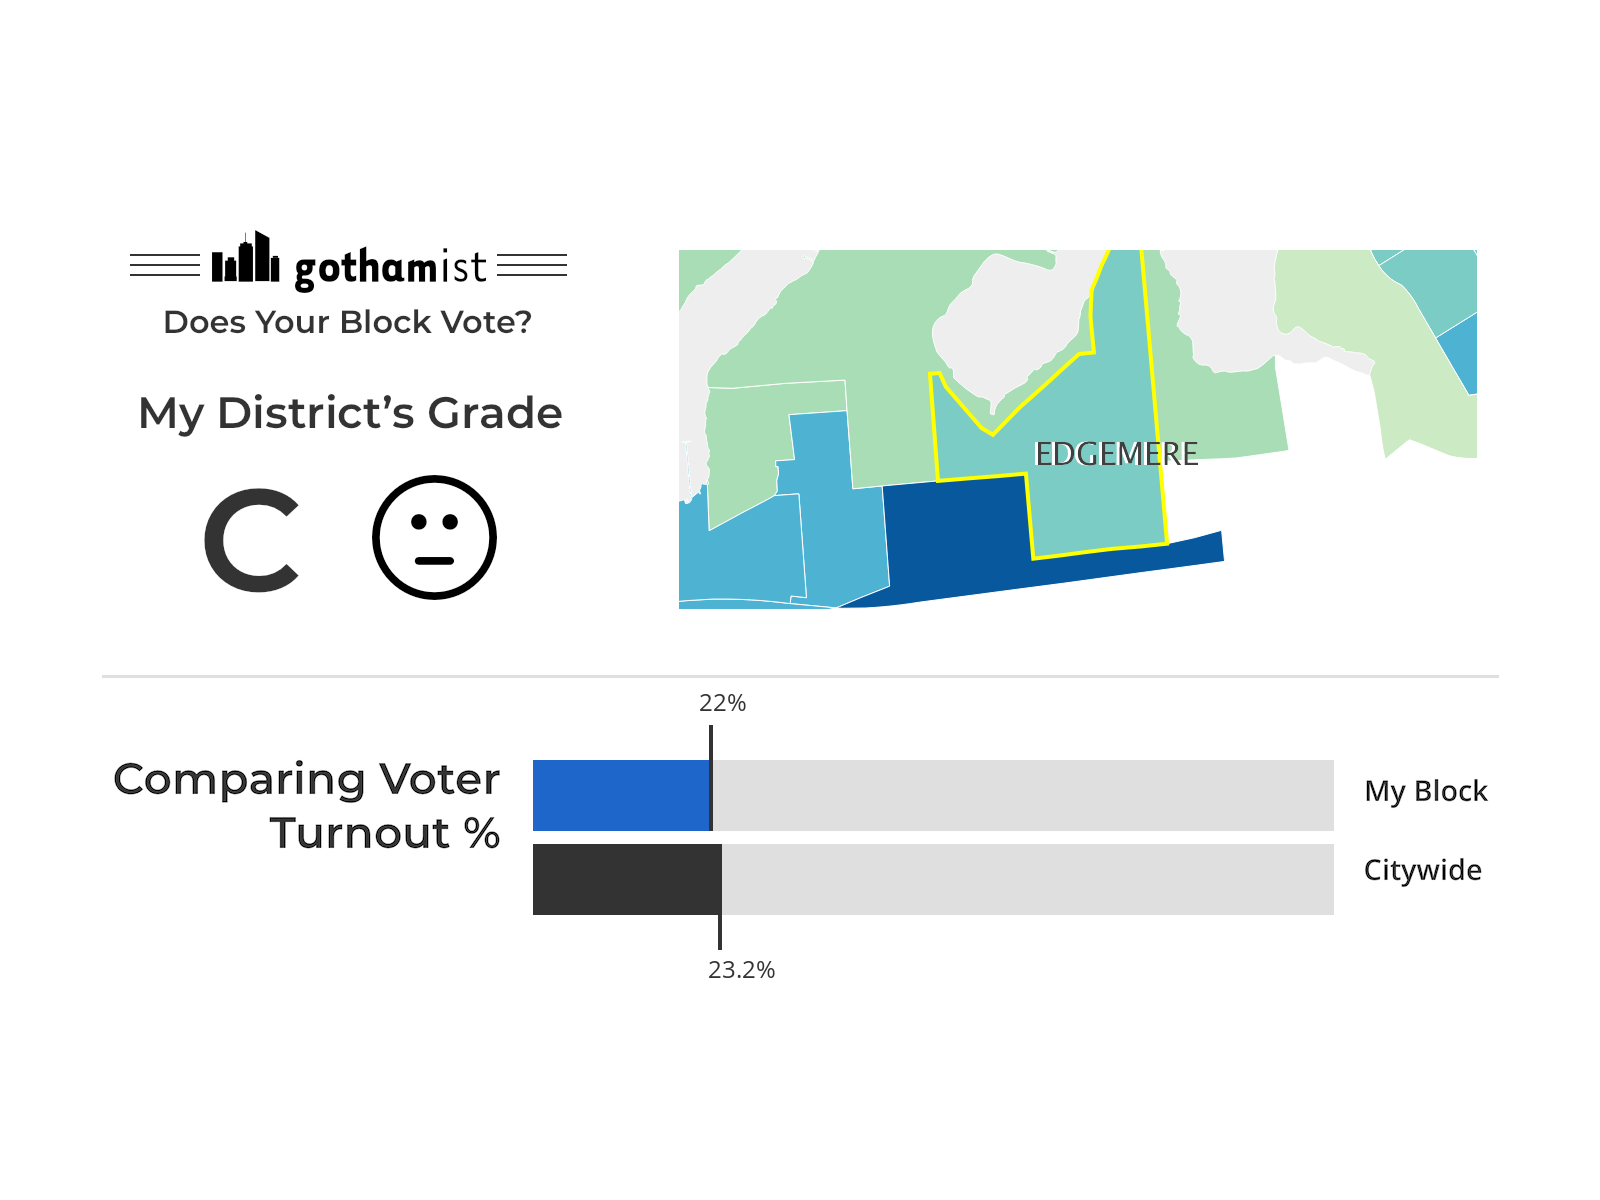 gothamist
Does Your Block Vote?
My District’s Grade
C
EDGEMERE
22%
Comparing Voter
Turnout %
My Block
Citywide
23.2%